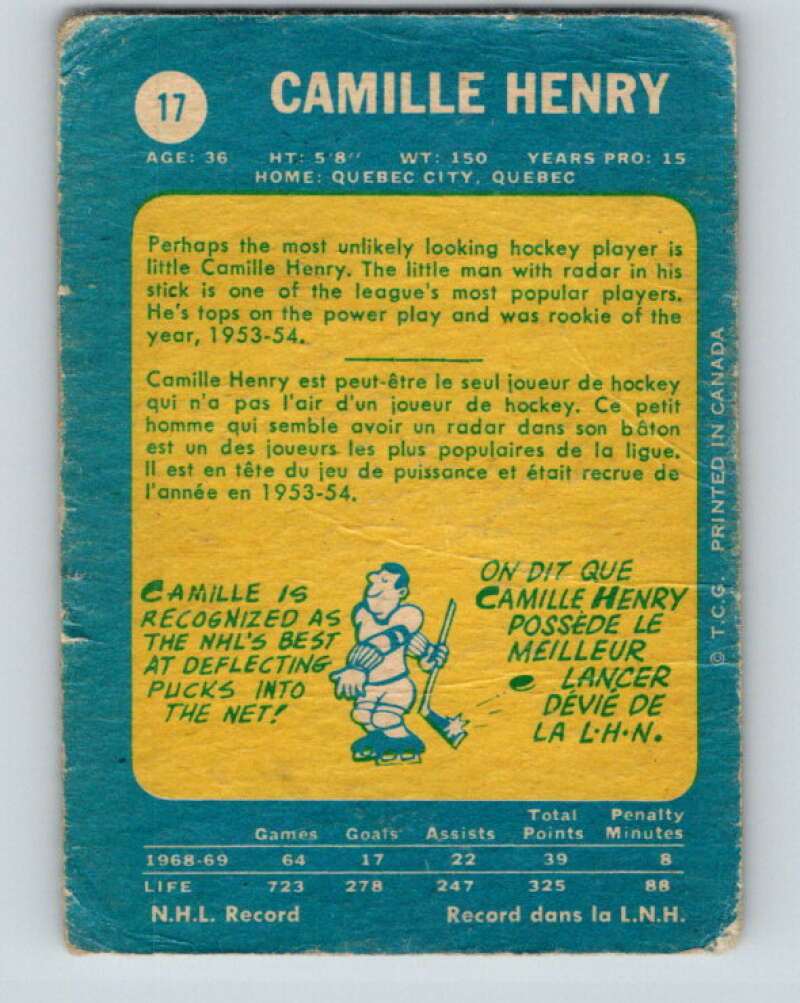 17
CAMILLE HENRY
AGE: 36 HT: 5'8" WT: 150 YEARS PRO: 15
HOME: QUEBEC CITY, QUEBEC
Perhaps the most unlikely looking hockey player is
little Camille Henry. The little man with radar in his
stick is one of the league's most popular players.
He's tops on the power play and was rookie of the
year, 1953-54.
Camille Henry est peut-être le seul joueur de hockey
qui n'a pas l'air d'un joueur de hockey. Ce petit
homme qui semble avoir un radar dans son bâton
est un des joueurs les plus populaires de la ligue.
Il est en tête du jeu de puissance et était recrue de
l'année en 1953-54.
CAMILLE IS
RECOGNIZED AS
THE NHL'S BEST
AT DEFLECTING
PUCKS INTO
THE NET!
ON DIT QUE
CAMILLE HENRY
POSSÈDE LE
MEILLEUR
LANCER
DÉVIÉ DE
LA L·H·N.
© T.C.G. PRINTED IN CANADA
Games Goals Assists Total Points Penalty Minutes
1968-69 64 17 22 39 8
LIFE 723 278 247 325 88
N.H.L. Record Record dans la L.N.H.